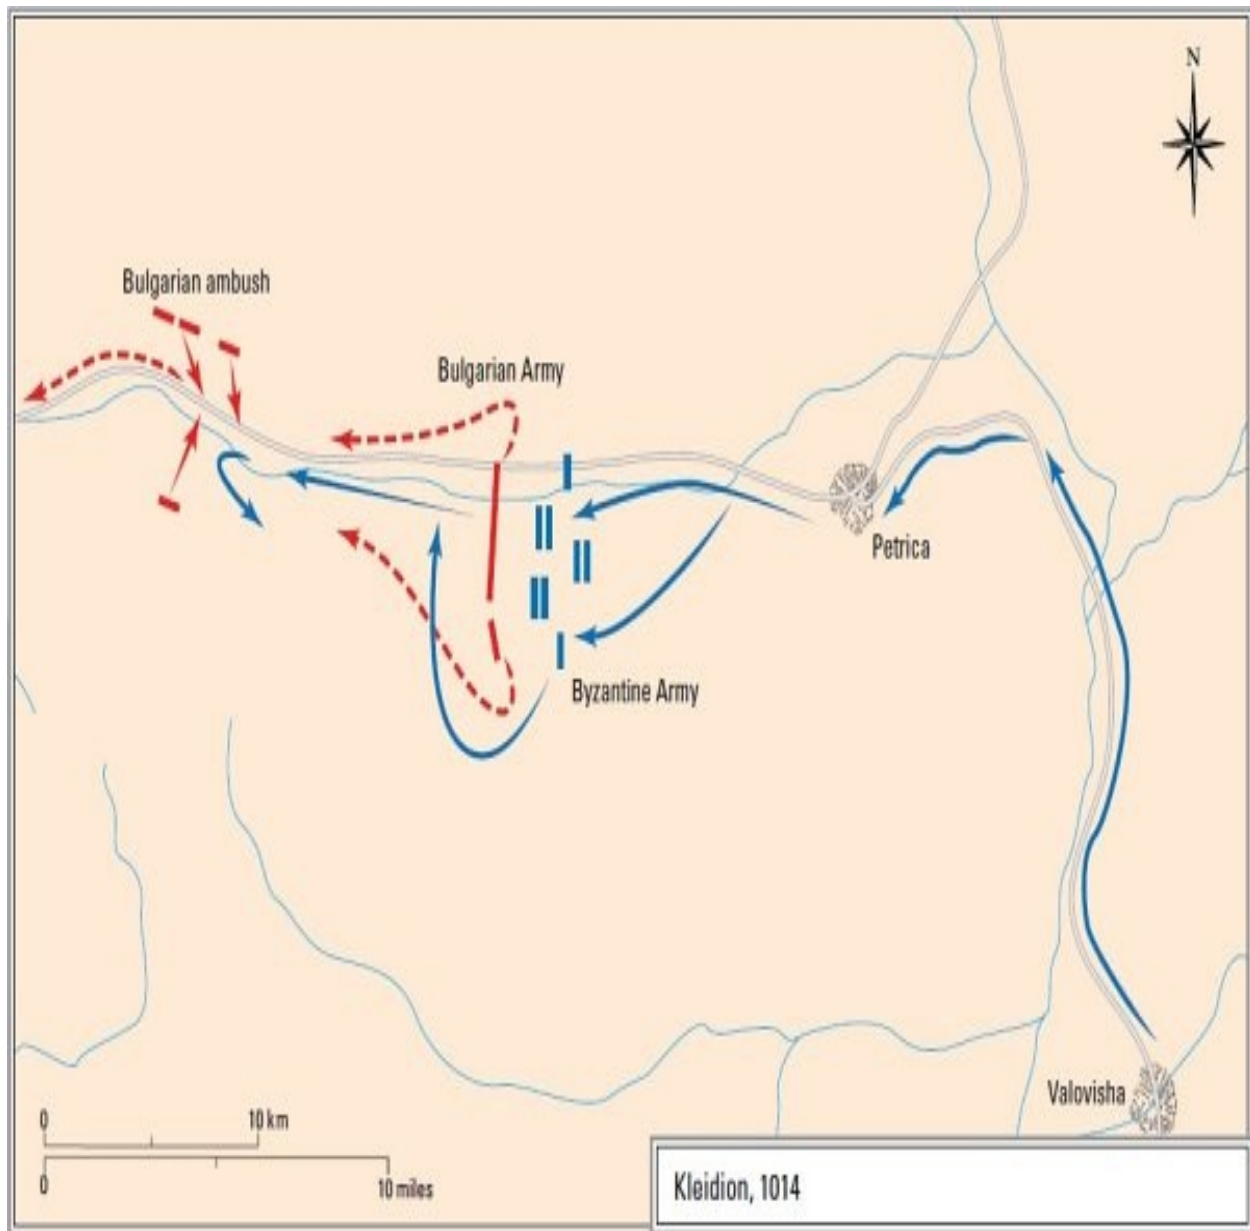 N
Bulgarian ambush
Bulgarian Army
Petrica
Byzantine Army
Valovisha
0 10 km
0 10 miles
Kleidion, 1014